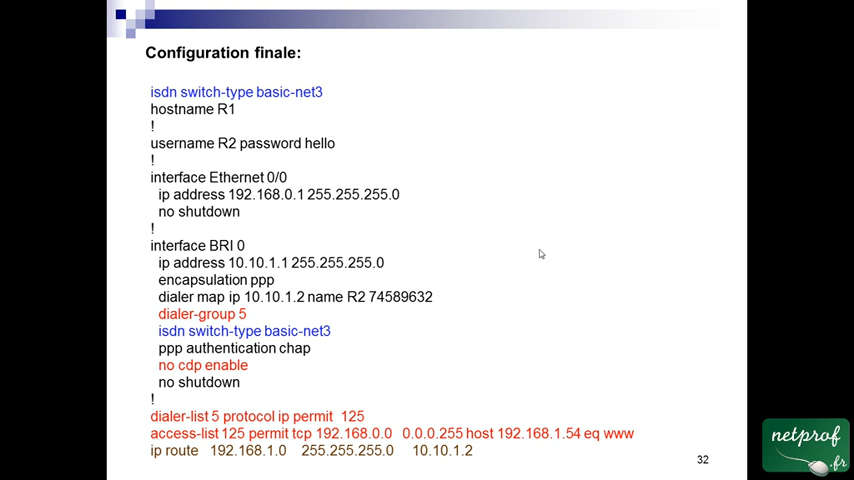 Configuration finale:
isdn switch-type basic-net3
hostname R1
!
username R2 password hello
!
interface Ethernet 0/0
ip address 192.168.0.1 255.255.255.0
no shutdown
!
interface BRI 0
ip address 10.10.1.1 255.255.255.0
encapsulation ppp
dialer map ip 10.10.1.2 name R2 74589632
dialer-group 5
isdn switch-type basic-net3
ppp authentication chap
no cdp enable
no shutdown
!
dialer-list 5 protocol ip permit 125
access-list 125 permit tcp 192.168.0.0 0.0.0.255 host 192.168.1.54 eq www
ip route 192.168.1.0 255.255.255.0 10.10.1.2
32
netprof
.fr